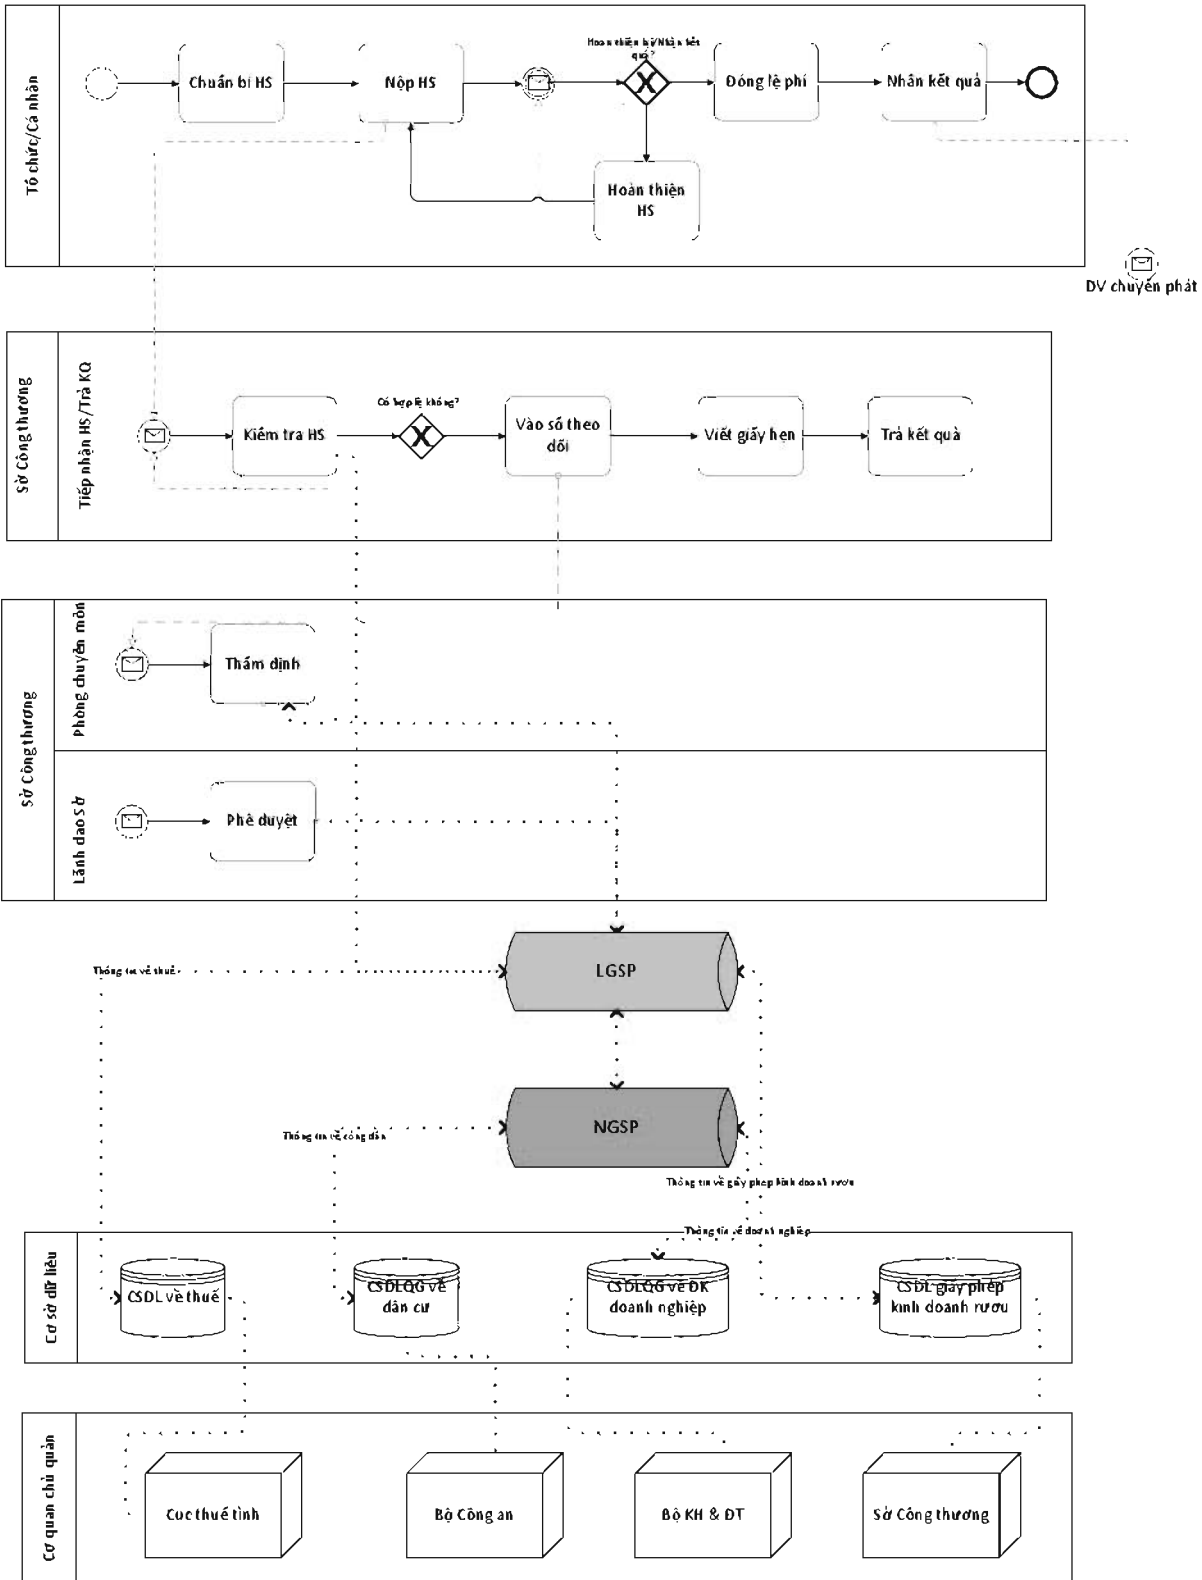 Tổ chức/Cá nhân
Hoàn thiện hs/Nhận kết
quả?
Chuẩn bị HS
Nộp HS
Đóng lệ phí
Nhận kết quả
Hoàn thiện
HS
DV chuyển phát
Sở Công thương
Tiếp nhận HS/Trả KQ
Có hợp lệ không?
Kiểm tra HS
Vào sổ theo
dõi
Viết giấy hẹn
Trả kết quả
Sở Công thương
Phòng chuyên môn
Thẩm định
Lãnh đạo Sở
Phê duyệt
LGSP
Thông tin về thuế
NGSP
Thông tin về công dân
Thông tin về giấy phép kinh doanh rượu
Thông tin về doanh nghiệp
Cơ sở dữ liệu
CSDL về thuế
CSDLQG về
dân cư
CSDLQG về ĐK
doanh nghiệp
CSDL giấy phép
kinh doanh rượu
Cơ quan chủ quản
Cục thuế tỉnh
Bộ Công an
Bộ KH & ĐT
Sở Công thương